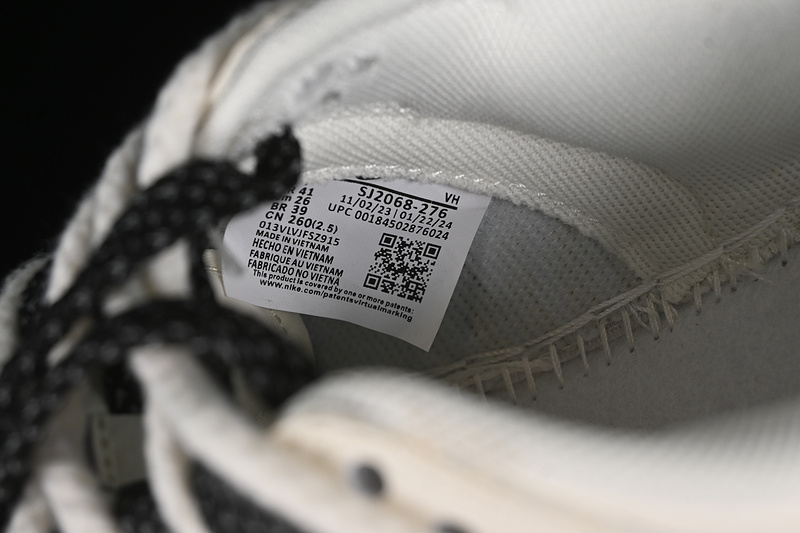 R 41
m 26
BR 39
CN 260(2.5)
013VLVJFSZ915
MADE IN VIETNAM
HECHO EN VIETNAM
FABRIQUE AU VIETNAM
FABRICADO NO VIETNA
This product is covered by one or more patents:
www.nike.com/patentsvirtualmarking
VH
SJ2068-276
11/02/23 | 01/22/24
UPC 00184502876024